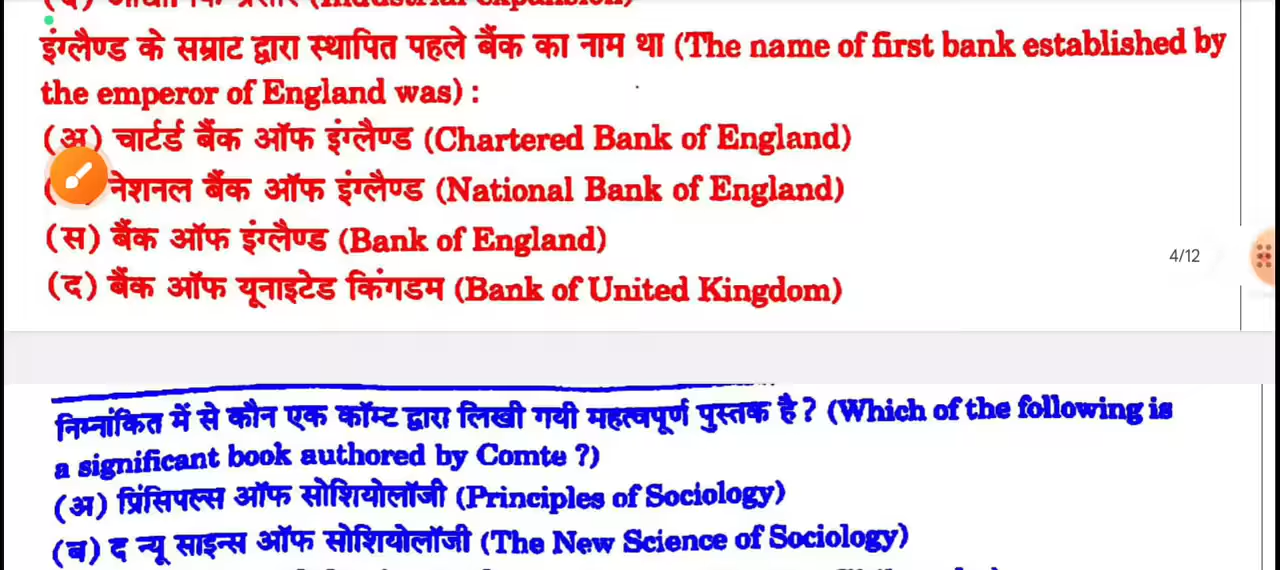 इंग्लैण्ड के सम्राट द्वारा स्थापित पहले बैंक का नाम था (The name of first bank established by
the emperor of England was) :
(अ) चार्टर्ड बैंक ऑफ इंग्लैण्ड (Chartered Bank of England)
नेशनल बैंक ऑफ इंग्लैण्ड (National Bank of England)
(स) बैंक ऑफ इंग्लैण्ड (Bank of England)
4/12
(द) बैंक ऑफ यूनाइटेड किंगडम (Bank of United Kingdom)
निम्नांकित में से कौन एक कॉम्ट द्वारा लिखी गयी महत्वपूर्ण पुस्तक है? (Which of the following is
a significant book authored by Comte ?)
(अ) प्रिंसिपल्स ऑफ सोशियोलॉजी (Principles of Sociology)
(ब) द न्यू साइन्स ऑफ सोशियोलॉजी (The New Science of Sociology)